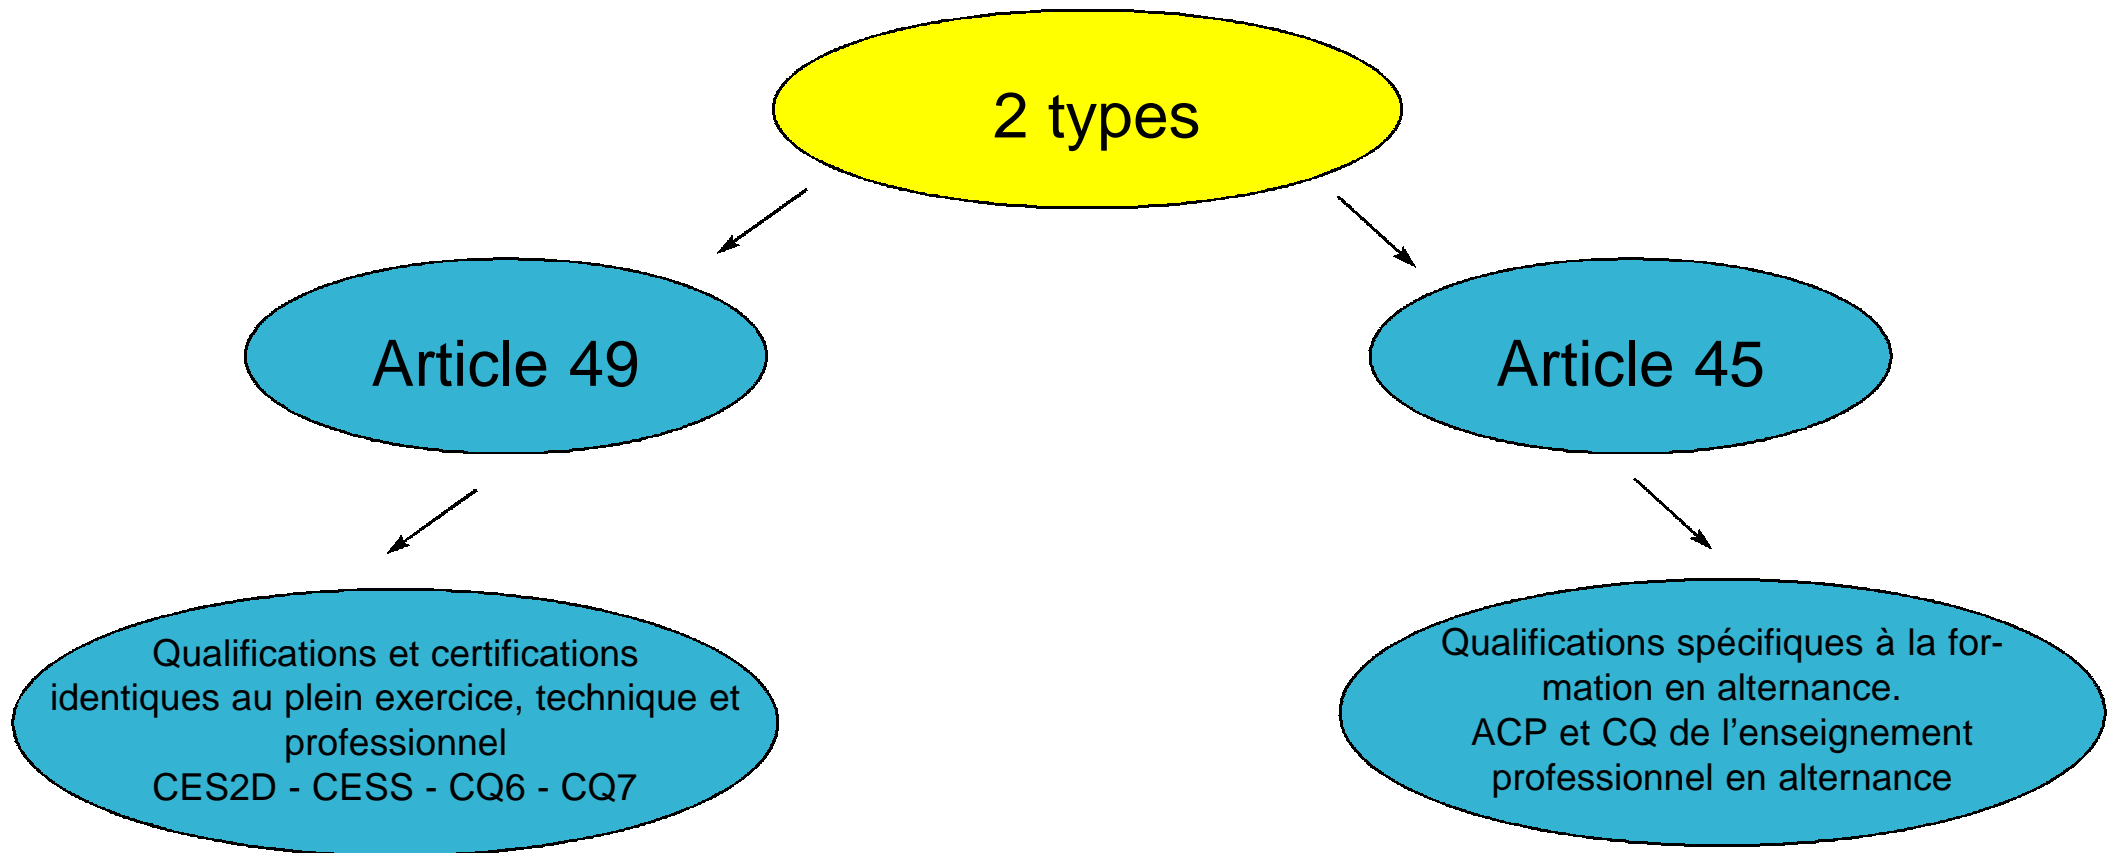 2 types
Article 49
Article 45
Qualifications et certifications
identiques au plein exercice, technique et
professionnel
CES2D - CESS - CQ6 - CQ7
Qualifications spécifiques à la for-
mation en alternance.
ACP et CQ de l’enseignement
professionnel en alternance